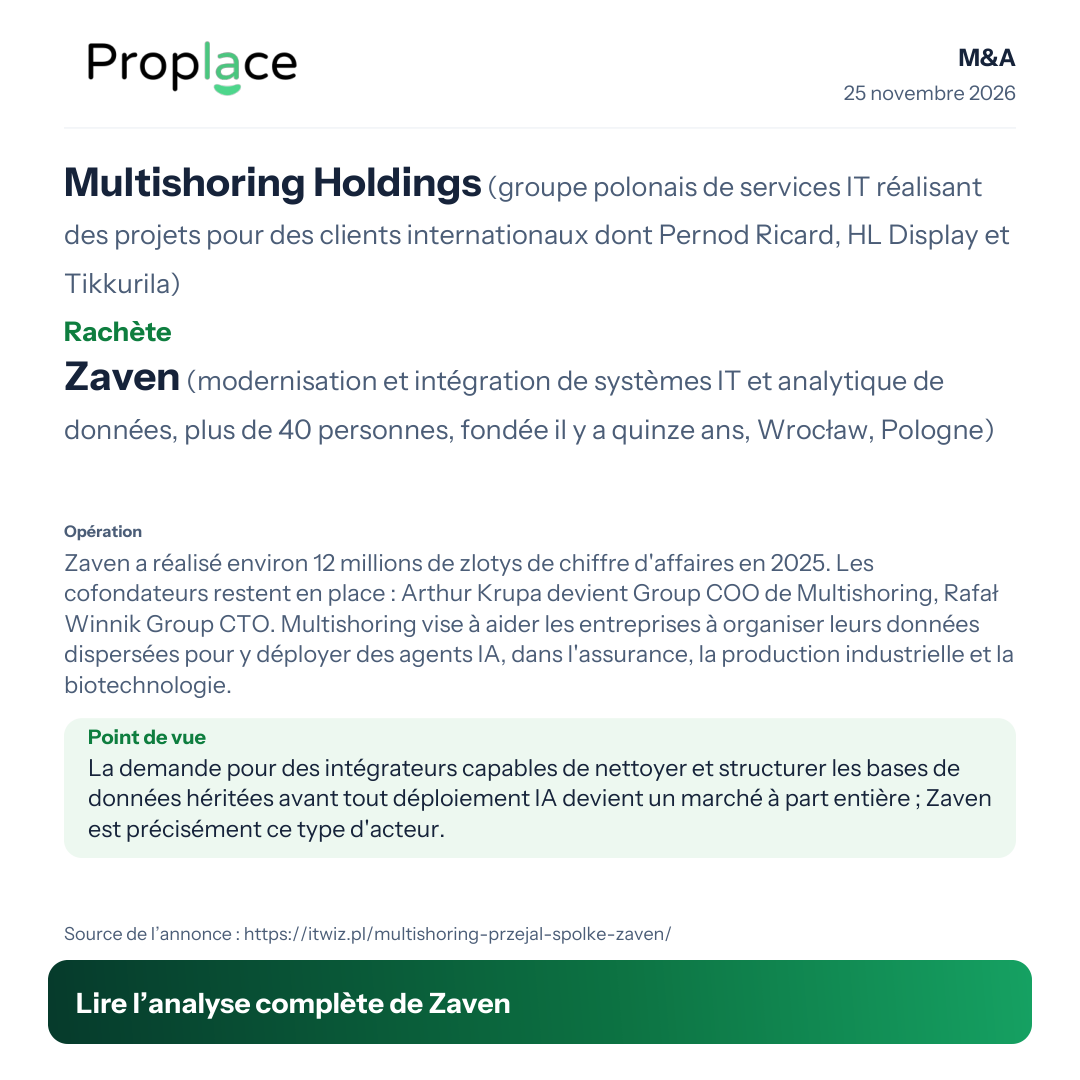 Proplace
M&A
25 novembre 2026
Multishoring Holdings (groupe polonais de services IT réalisant
des projets pour des clients internationaux dont Pernod Ricard, HL Display et
Tikkurila)
Rachète
Zaven (modernisation et intégration de systèmes IT et analytique de
données, plus de 40 personnes, fondée il y a quinze ans, Wrocław, Pologne)
Opération
Zaven a réalisé environ 12 millions de zlotys de chiffre d'affaires en 2025. Les
cofondateurs restent en place : Arthur Krupa devient Group COO de Multishoring, Rafał
Winnik Group CTO. Multishoring vise à aider les entreprises à organiser leurs données
dispersées pour y déployer des agents IA, dans l'assurance, la production industrielle et la
biotechnologie.
Point de vue
La demande pour des intégrateurs capables de nettoyer et structurer les bases de
données héritées avant tout déploiement IA devient un marché à part entière ; Zaven
est précisément ce type d'acteur.
Source de l’annonce : https://itwiz.pl/multishoring-przejal-spolke-zaven/
Lire l’analyse complète de Zaven